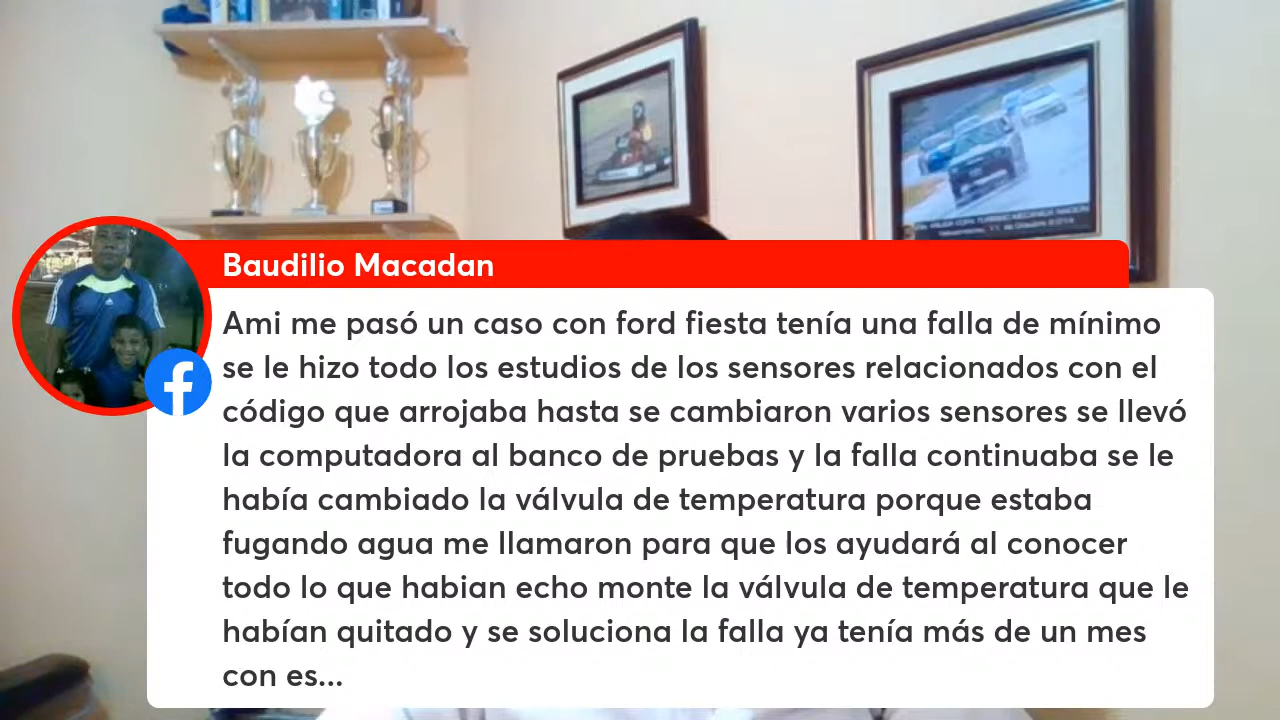 Baudilio Macadan
Ami me pasó un caso con ford fiesta tenía una falla de mínimo
se le hizo todo los estudios de los sensores relacionados con el
código que arrojaba hasta se cambiaron varios sensores se llevó
la computadora al banco de pruebas y la falla continuaba se le
había cambiado la válvula de temperatura porque estaba
fugando agua me llamaron para que los ayudará al conocer
todo lo que habian echo monte la válvula de temperatura que le
habían quitado y se soluciona la falla ya tenía más de un mes
con es...